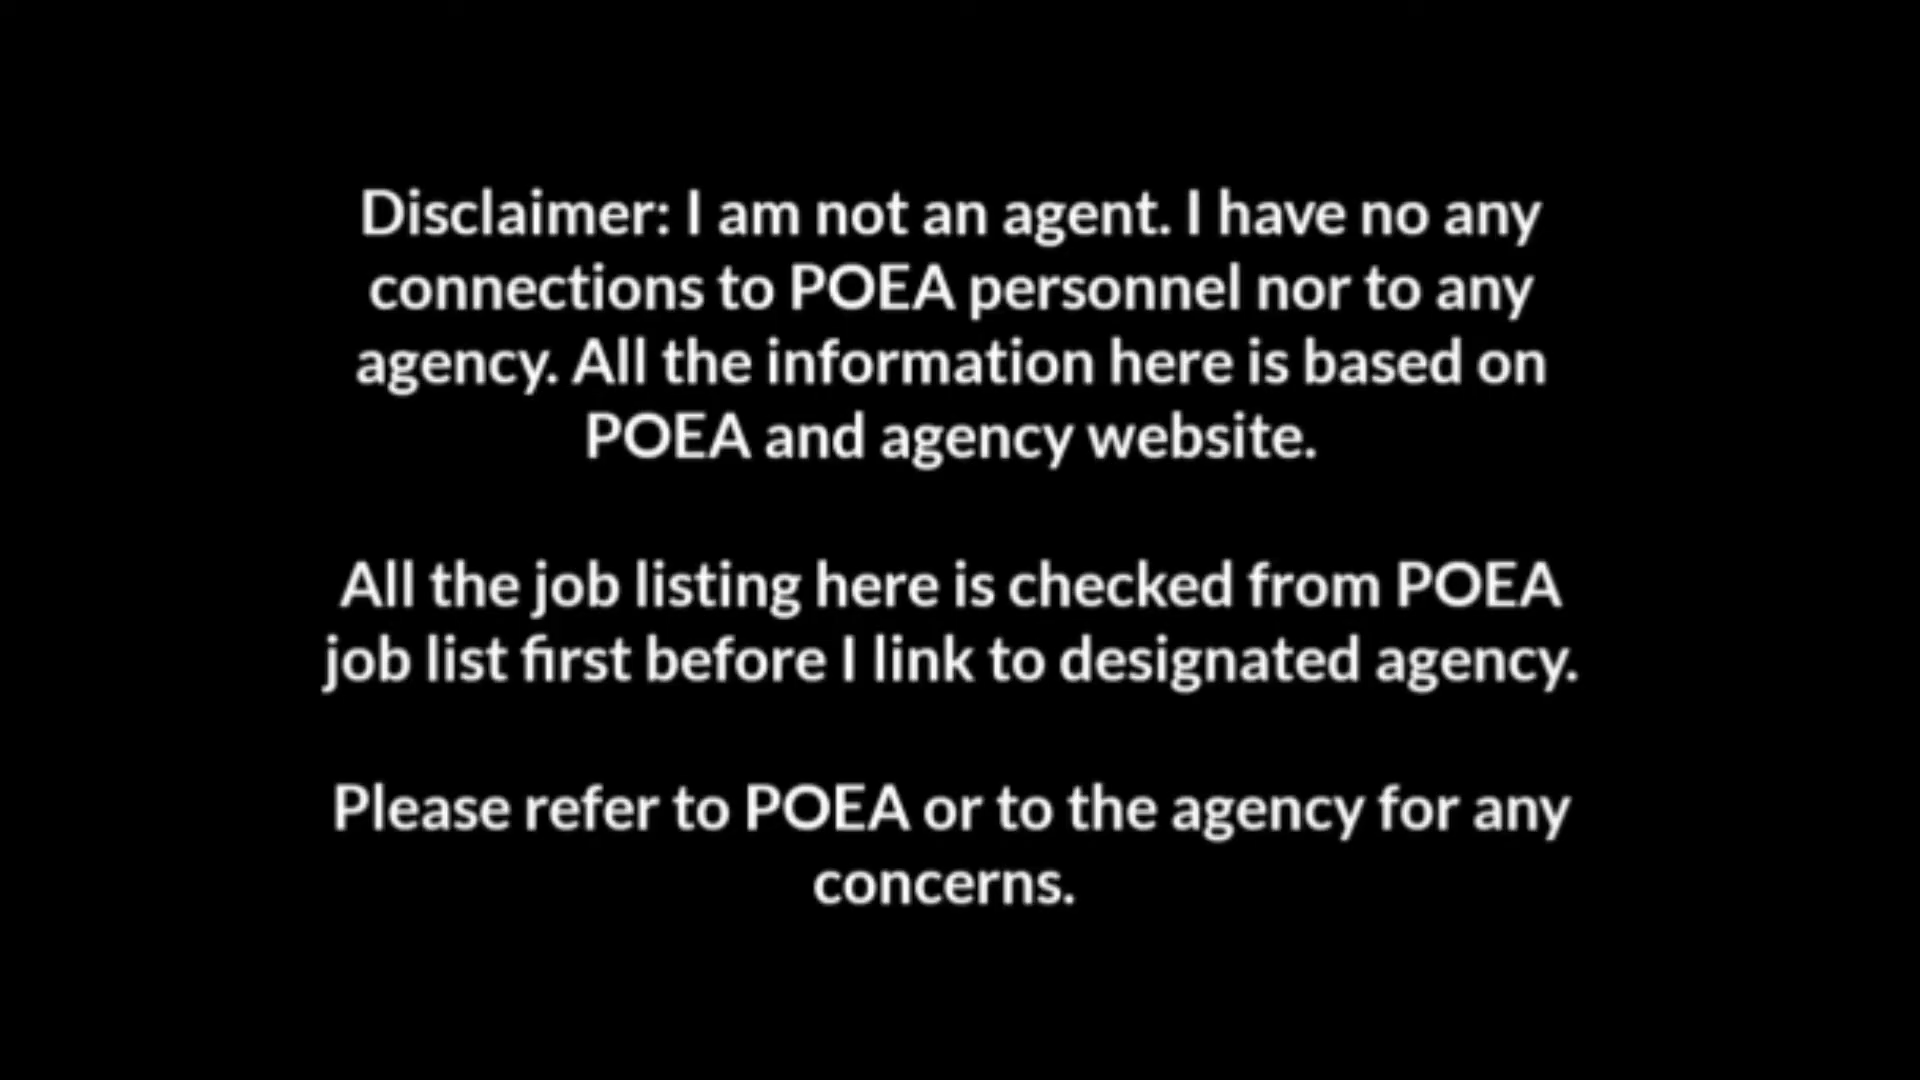 Disclaimer: I am not an agent. I have no any
connections to POEA personnel nor to any
agency. All the information here is based on
POEA and agency website.
All the job listing here is checked from POEA
job list first before I link to designated agency.
Please refer to POEA or to the agency for any
concerns.